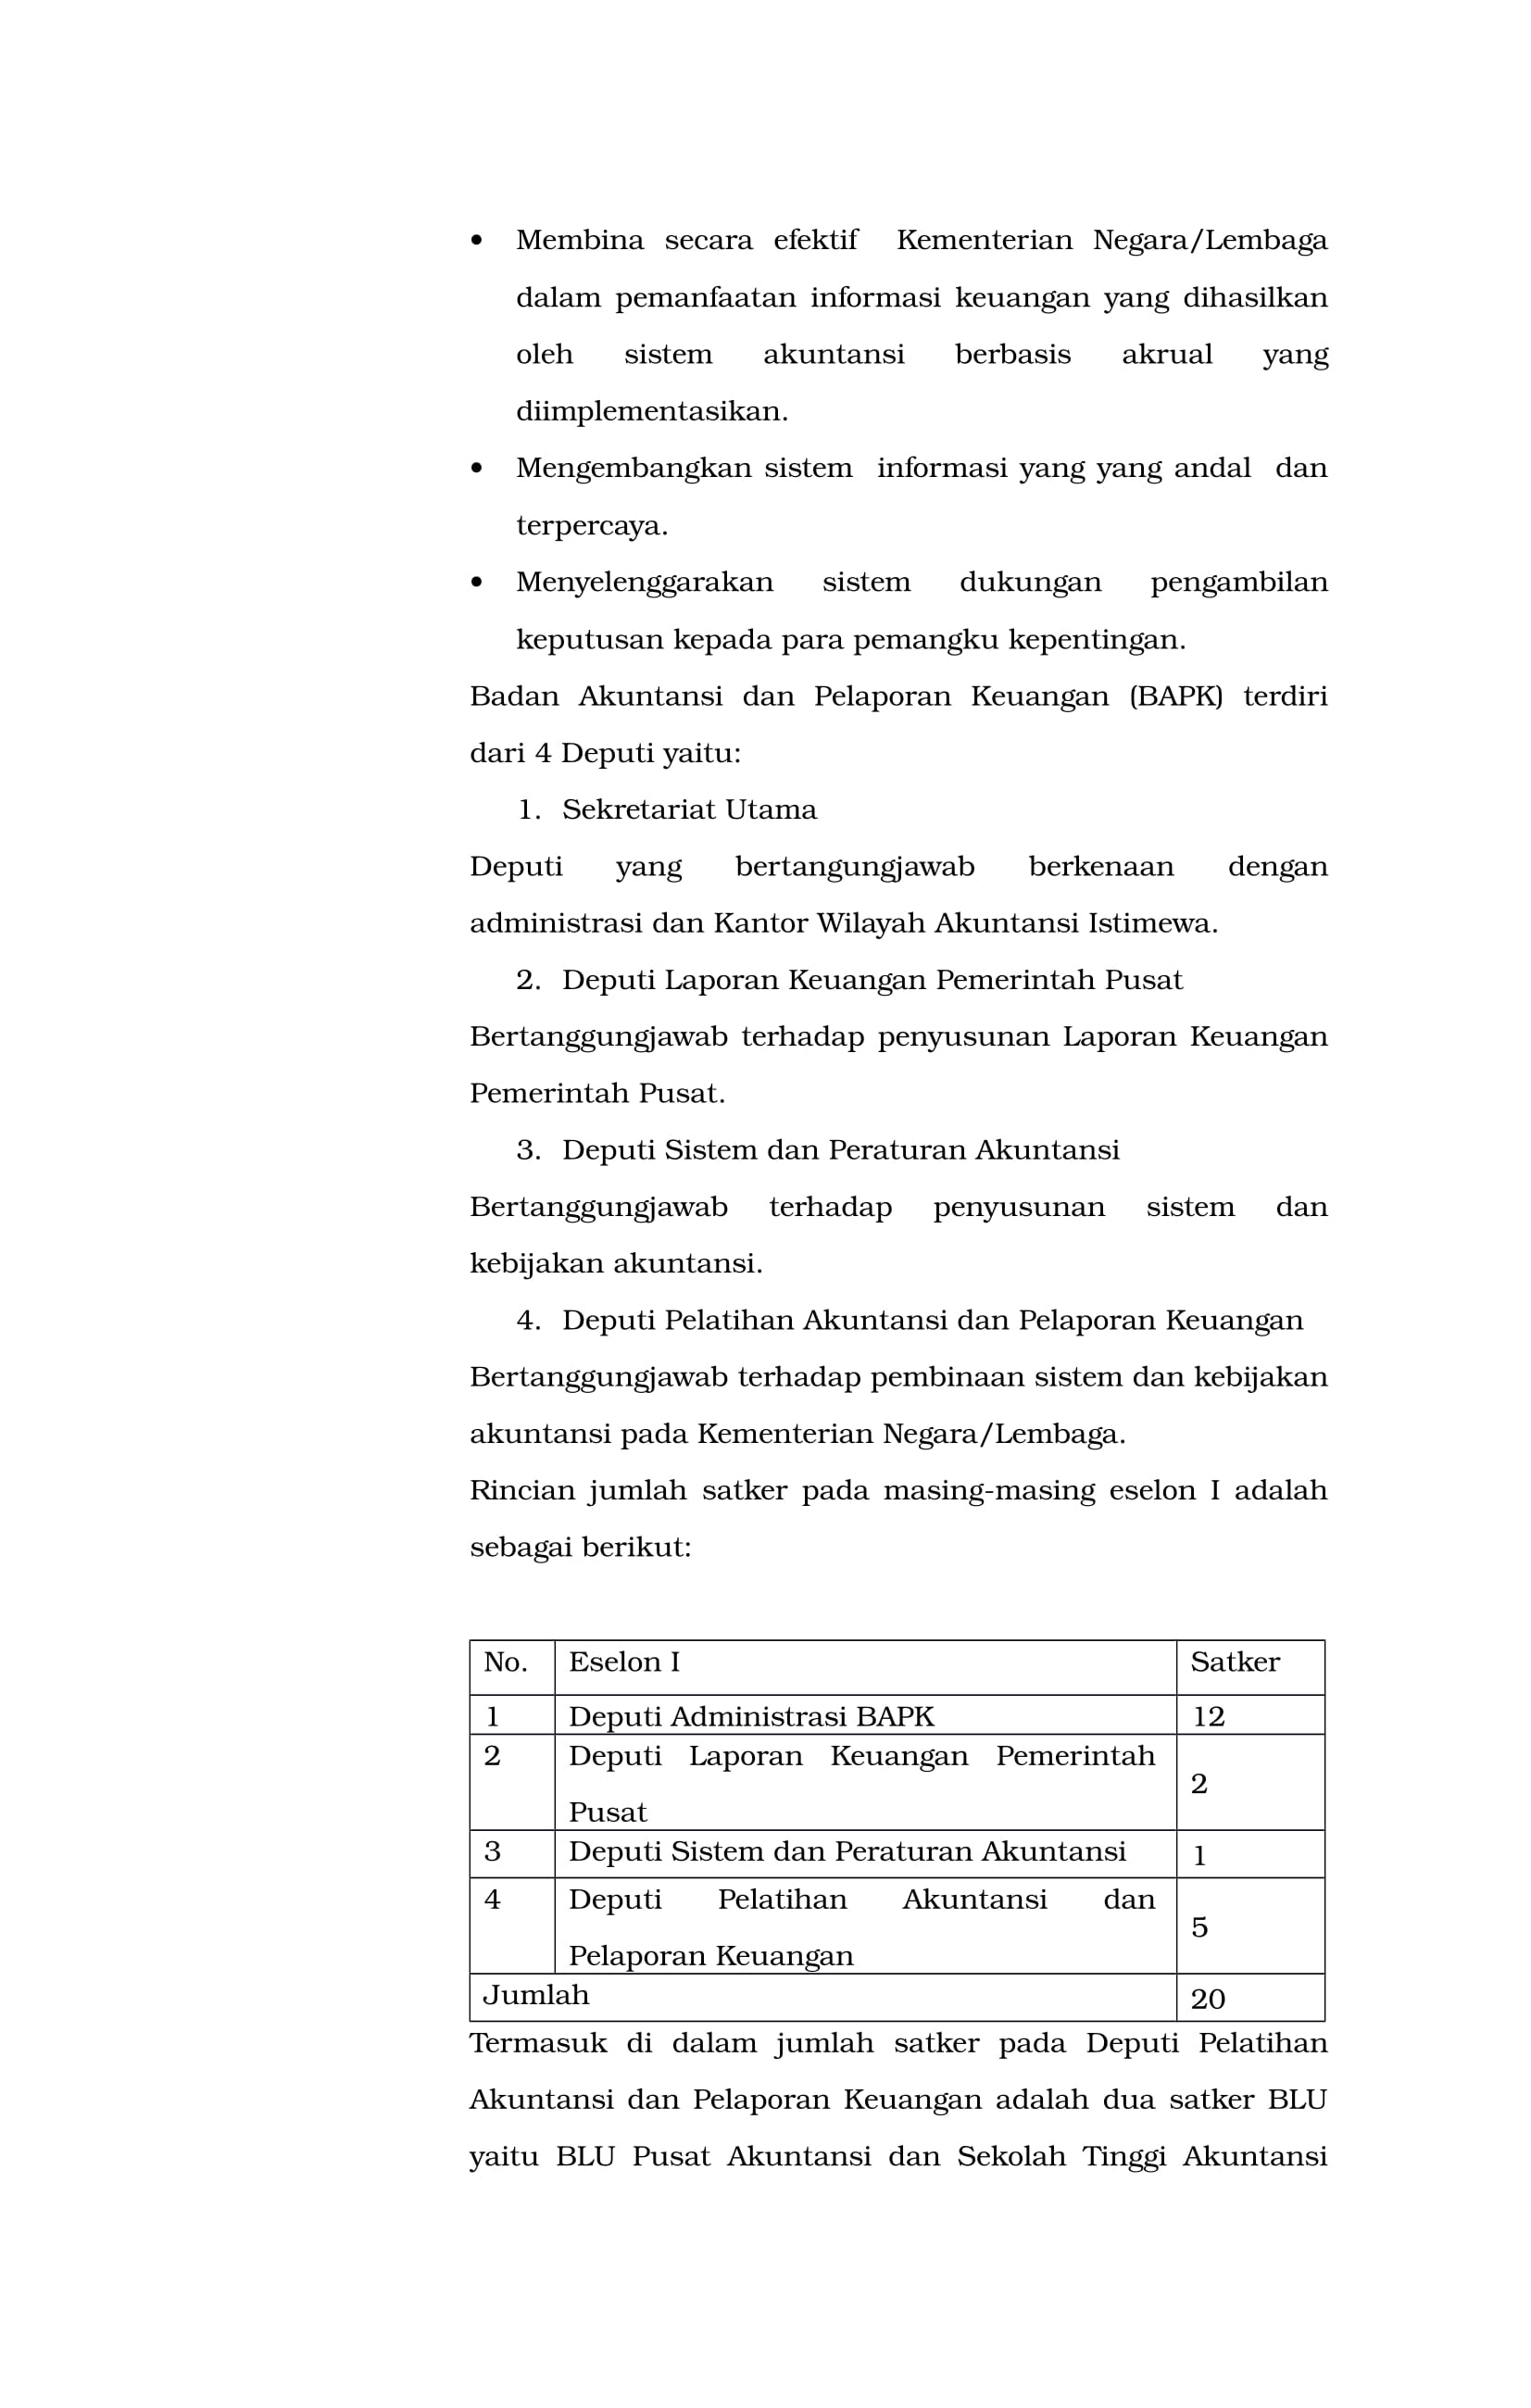 • Membina secara efektif Kementerian Negara/Lembaga
dalam pemanfaatan informasi keuangan yang dihasilkan
oleh sistem akuntansi berbasis akrual yang
diimplementasikan.
• Mengembangkan sistem informasi yang yang andal dan
terpercaya.
• Menyelenggarakan sistem dukungan pengambilan
keputusan kepada para pemangku kepentingan.
Badan Akuntansi dan Pelaporan Keuangan (BAPK) terdiri
dari 4 Deputi yaitu:
1. Sekretariat Utama
Deputi yang bertangungjawab berkenaan dengan
administrasi dan Kantor Wilayah Akuntansi Istimewa.
2. Deputi Laporan Keuangan Pemerintah Pusat
Bertanggungjawab terhadap penyusunan Laporan Keuangan
Pemerintah Pusat.
3. Deputi Sistem dan Peraturan Akuntansi
Bertanggungjawab terhadap penyusunan sistem dan
kebijakan akuntansi.
4. Deputi Pelatihan Akuntansi dan Pelaporan Keuangan
Bertanggungjawab terhadap pembinaan sistem dan kebijakan
akuntansi pada Kementerian Negara/Lembaga.
Rincian jumlah satker pada masing-masing eselon I adalah
sebagai berikut:
No. Eselon I Satker
1 Deputi Administrasi BAPK 12
2 Deputi Laporan Keuangan Pemerintah
Pusat 2
3 Deputi Sistem dan Peraturan Akuntansi 1
4 Deputi Pelatihan Akuntansi dan
Pelaporan Keuangan 5
Jumlah 20
Termasuk di dalam jumlah satker pada Deputi Pelatihan
Akuntansi dan Pelaporan Keuangan adalah dua satker BLU
yaitu BLU Pusat Akuntansi dan Sekolah Tinggi Akuntansi